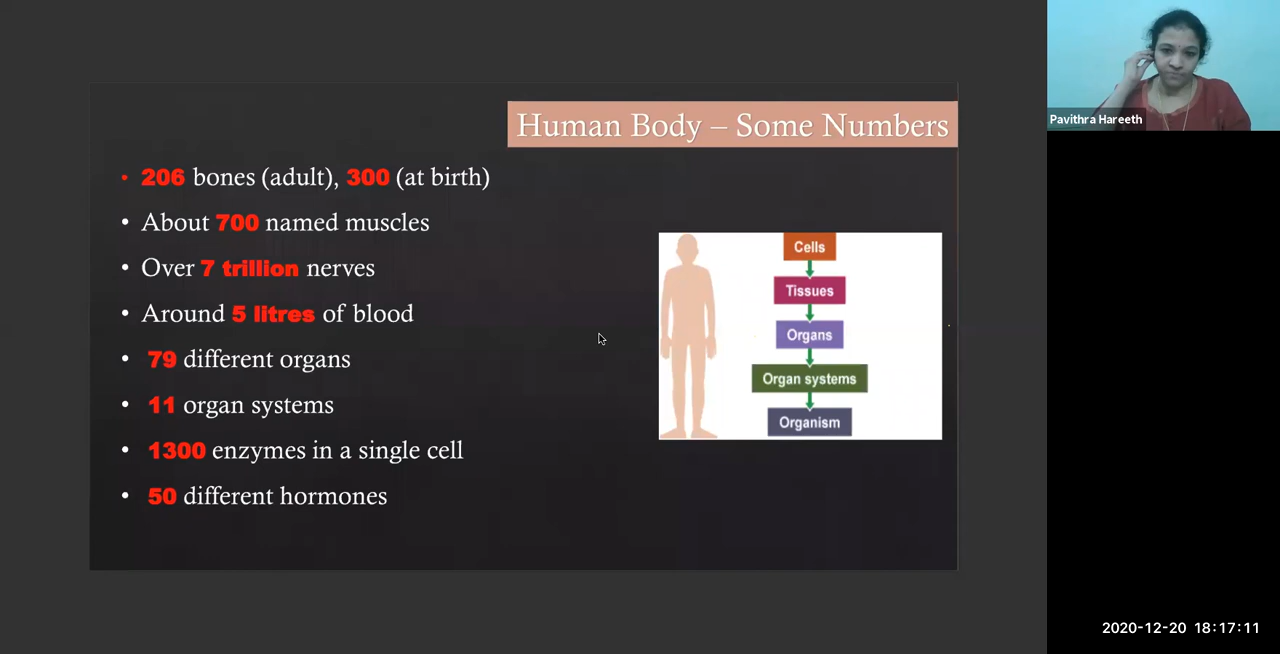 Human Body – Some Numbers
• 206 bones (adult), 300 (at birth)
• About 700 named muscles
• Over 7 trillion nerves
• Around 5 litres of blood
• 79 different organs
• 11 organ systems
• 1300 enzymes in a single cell
• 50 different hormones
Cells
Tissues
Organs
Organ systems
Organism
Pavithra Hareeth
2020-12-20 18:17:11